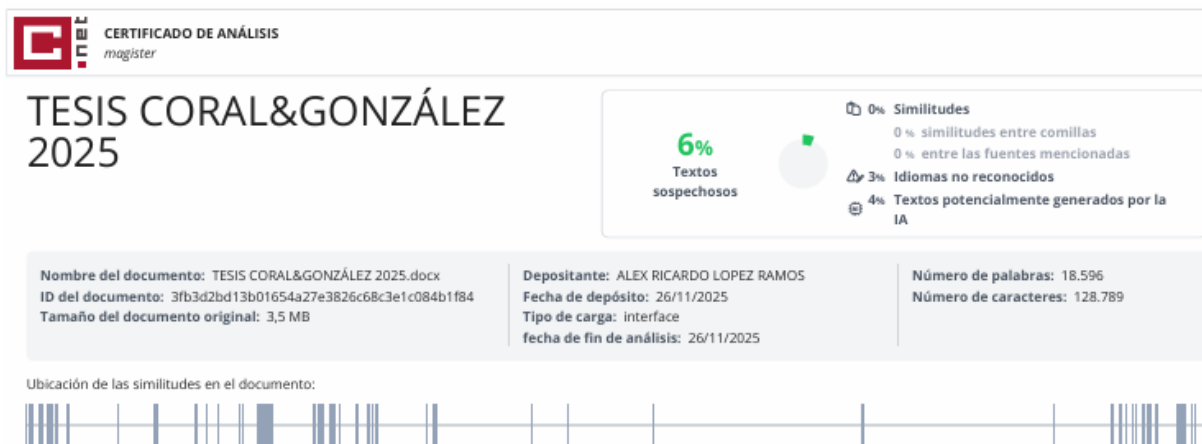 C
.net
CERTIFICADO DE ANÁLISIS
magister
TESIS CORAL&GONZÁLEZ
2025
6%
Textos
sospechosos
0% Similitudes
0 % similitudes entre comillas
0 % entre las fuentes mencionadas
3% Idiomas no reconocidos
4% Textos potencialmente generados por la
IA
Nombre del documento: TESIS CORAL&GONZÁLEZ 2025.docx
ID del documento: 3fb3d2bd13b01654a27e3826c68c3e1c084b1f84
Tamaño del documento original: 3,5 MB
Depositante: ALEX RICARDO LOPEZ RAMOS
Fecha de depósito: 26/11/2025
Tipo de carga: interface
fecha de fin de análisis: 26/11/2025
Número de palabras: 18.596
Número de caracteres: 128.789
Ubicación de las similitudes en el documento: